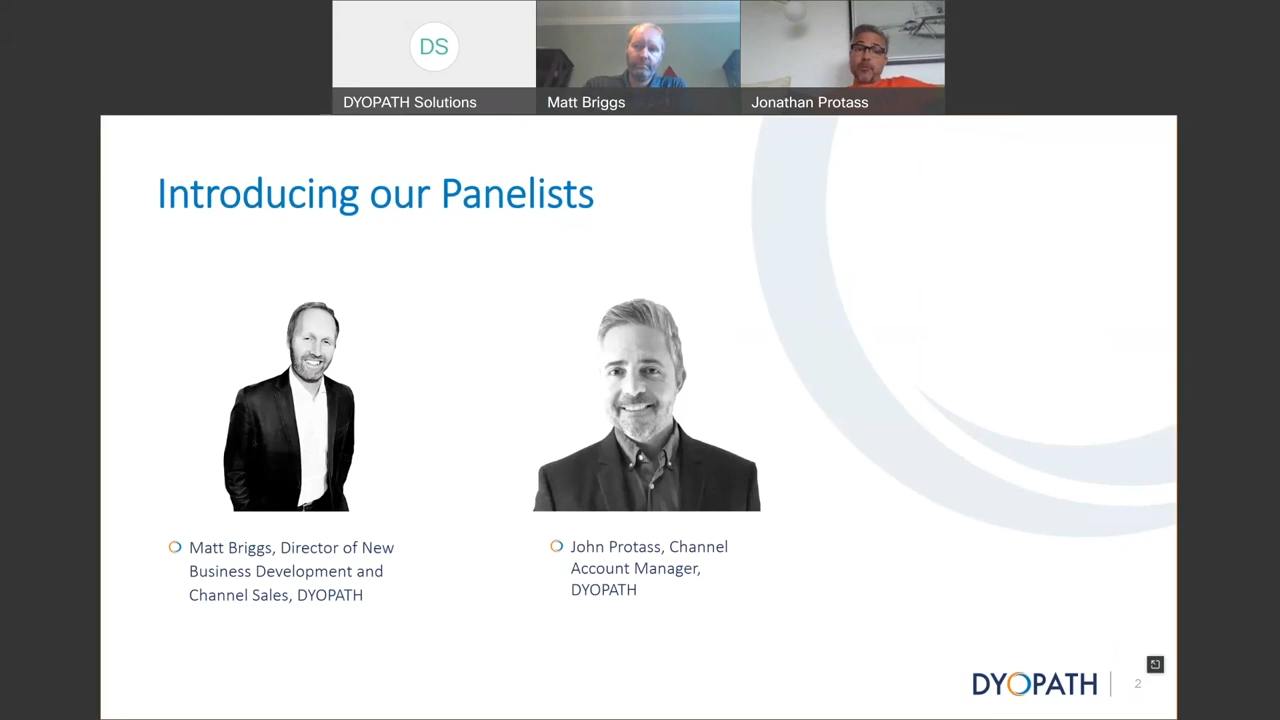 DS
DYOPATH Solutions
Matt Briggs
Jonathan Protass
Introducing our Panelists
Matt Briggs, Director of New
Business Development and
Channel Sales, DYOPATH
John Protass, Channel
Account Manager,
DYOPATH
DYOPATH
2